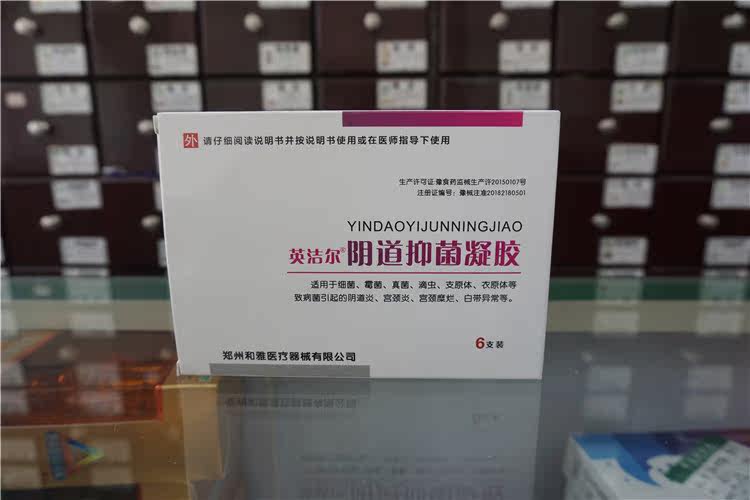 外 请仔细阅读说明书并按说明书使用或在医师指导下使用
生产许可证:豫食药监械生产许20150107号
注册证编号：豫械注准20182180501
YINDAOYIJUNNINGJIAO
英洁尔® 阴道抑菌凝胶
适用于细菌、霉菌、真菌、滴虫、支原体、衣原体等
致病菌引起的阴道炎、宫颈炎、宫颈糜烂、白带异常等。
6支装
郑州和雅医疗器械有限公司